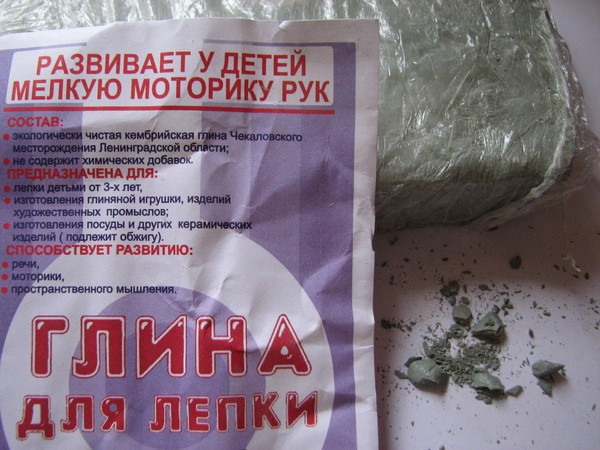 РАЗВИВАЕТ У ДЕТЕЙ
МЕЛКУЮ МОТОРИКУ РУК
СОСТАВ:
экологически чистая кембрийская глина Чекаловского
месторождения Ленинградской области;
не содержит химических добавок.
ПРЕДНАЗНАЧЕНА ДЛЯ:
лепки детьми от 3-х лет,
изготовления глиняной игрушки, изделий
художественных промыслов;
изготовления посуды и других керамических
изделий ( подлежит обжигу).
СПОСОБСТВУЕТ РАЗВИТИЮ:
речи,
моторики,
пространственного мышления.
ГЛИНА
ДЛЯ ЛЕПКИ